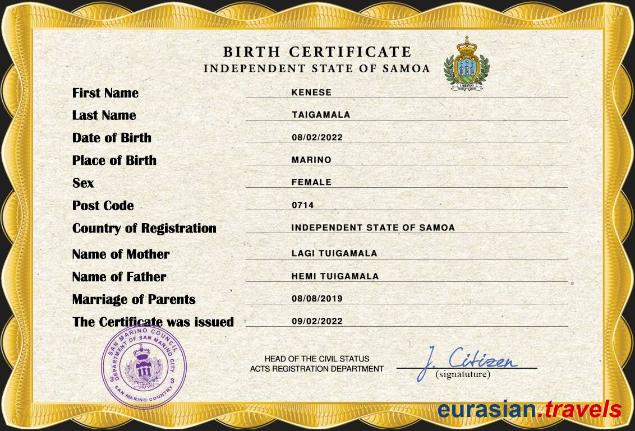 BIRTH CERTIFICATE
INDEPENDENT STATE OF SAMOA
First Name KENESE
Last Name TAIGAMALA
Date of Birth 08/02/2022
Place of Birth MARINO
Sex FEMALE
Post Code 0714
Country of Registration INDEPENDENT STATE OF SAMOA
Name of Mother LAGI TUIGAMALA
Name of Father HEMI TUIGAMALA
Marriage of Parents 08/08/2019
The Certificate was issued 09/02/2022
SAN MARINO COUNCIL
DEPARTMENT OF SAN MARINO CITY
SAN MARINO COUNTRY
HEAD OF THE CIVIL STATUS
ACTS REGISTRATION DEPARTMENT
J. Citizen
(signatuture)
eurasian.travels